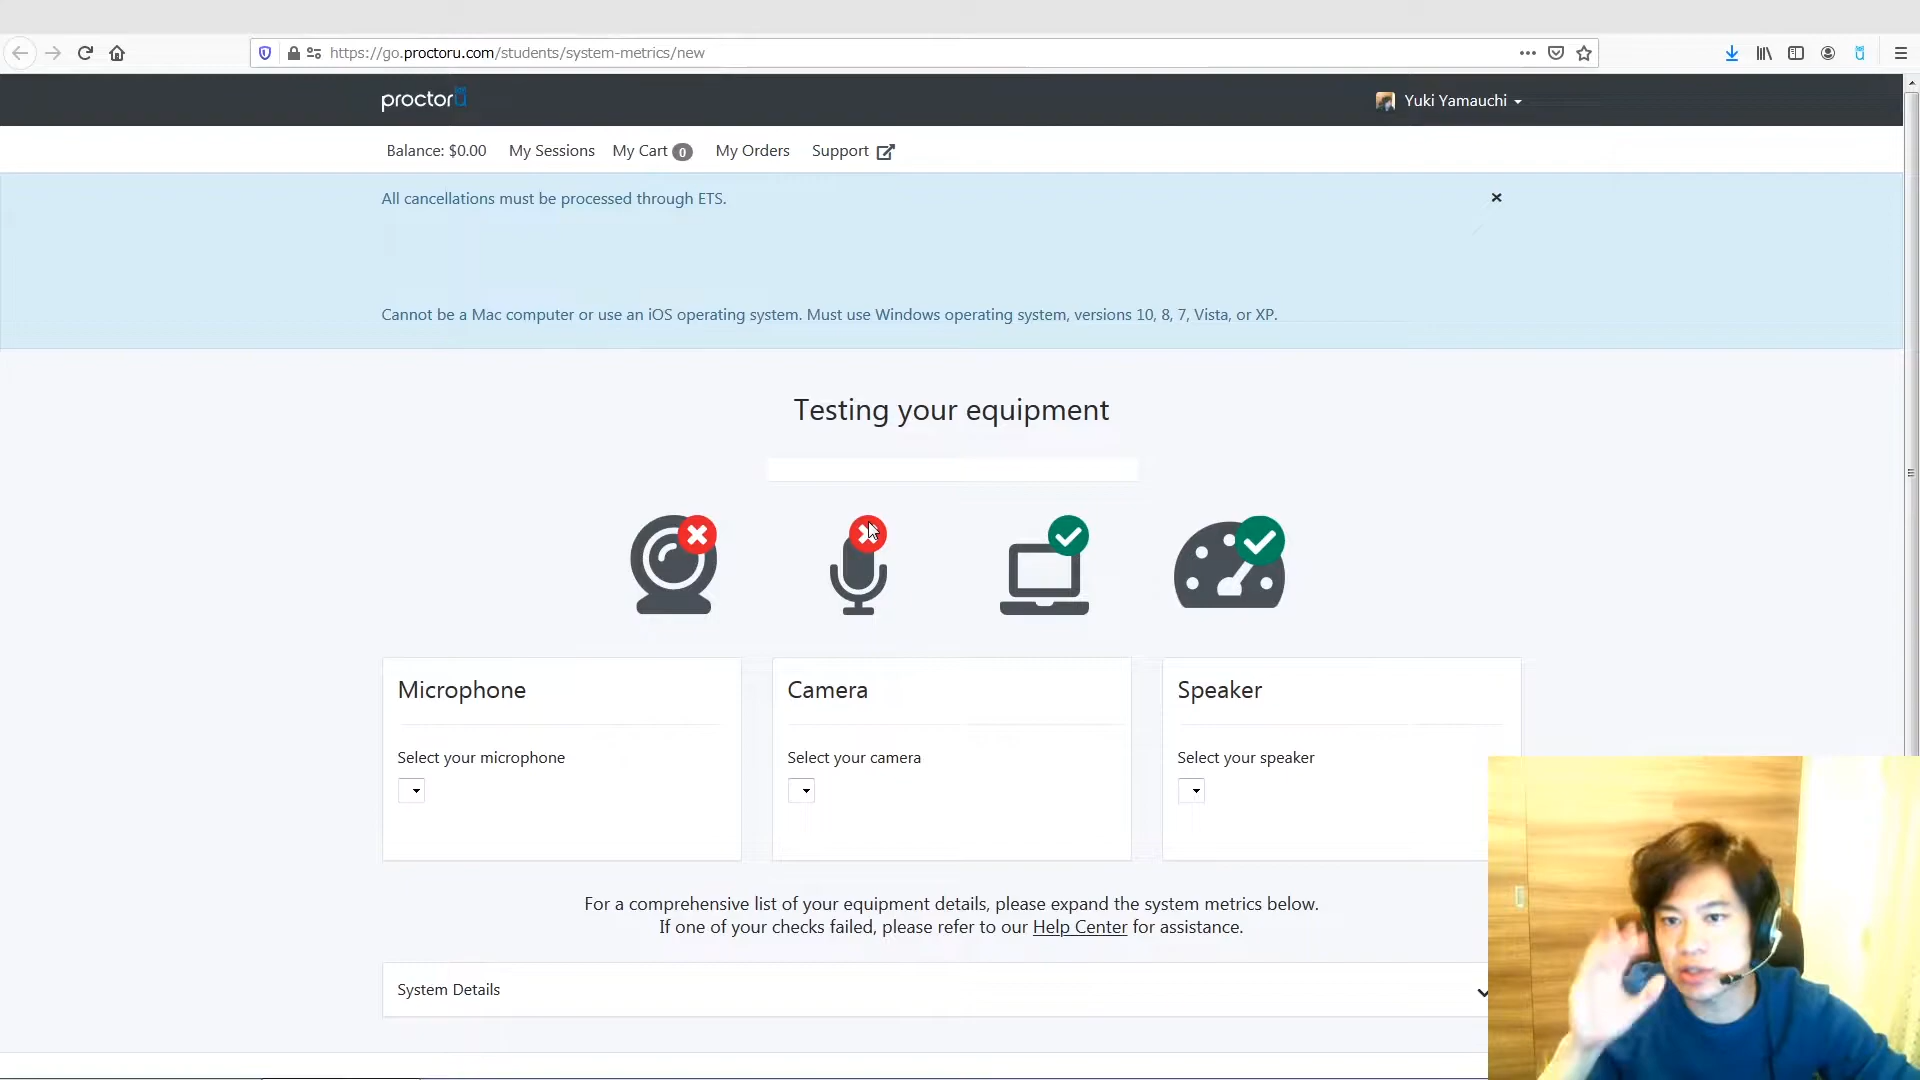 https://go.proctoru.com/students/system-metrics/new
proctorU
Yuki Yamauchi
Balance: $0.00 My Sessions My Cart 0 My Orders Support
All cancellations must be processed through ETS.
Cannot be a Mac computer or use an iOS operating system. Must use Windows operating system, versions 10, 8, 7, Vista, or XP.
Testing your equipment
Microphone
Select your microphone
Camera
Select your camera
Speaker
Select your speaker
For a comprehensive list of your equipment details, please expand the system metrics below.
If one of your checks failed, please refer to our Help Center for assistance.
System Details